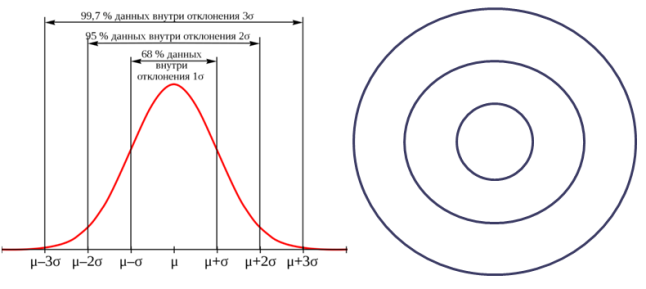 99,7 % данных внутри отклонения 3σ
95 % данных внутри отклонения 2σ
68 % данных
внутри
отклонения 1σ
μ–3σ μ–2σ μ–σ μ μ+σ μ+2σ μ+3σ